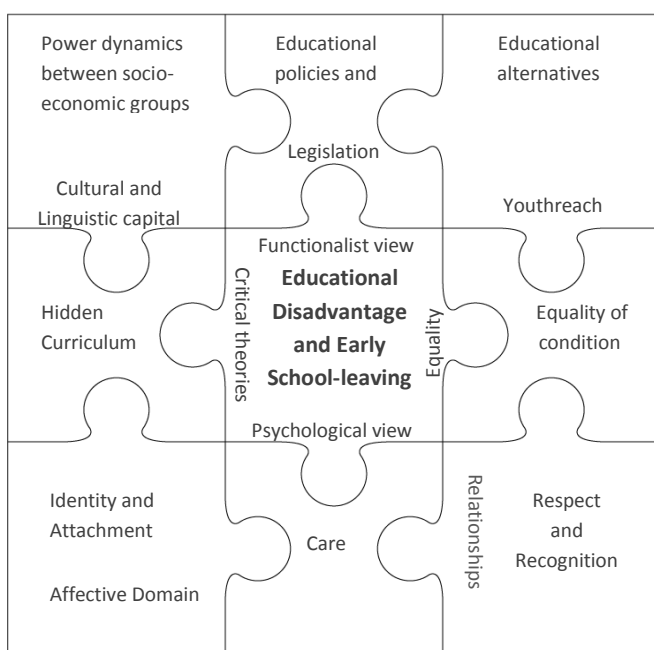 Power dynamics
between socio-
economic groups
Cultural and
Linguistic capital
Educational
policies and
Legislation
Educational
alternatives
Youthreach
Hidden
Curriculum
Critical theories
Functionalist view
Educational
Disadvantage
and Early
School-leaving
Psychological view
Equality
Equality of
condition
Identity and
Attachment
Affective Domain
Care
Relationships
Respect
and
Recognition